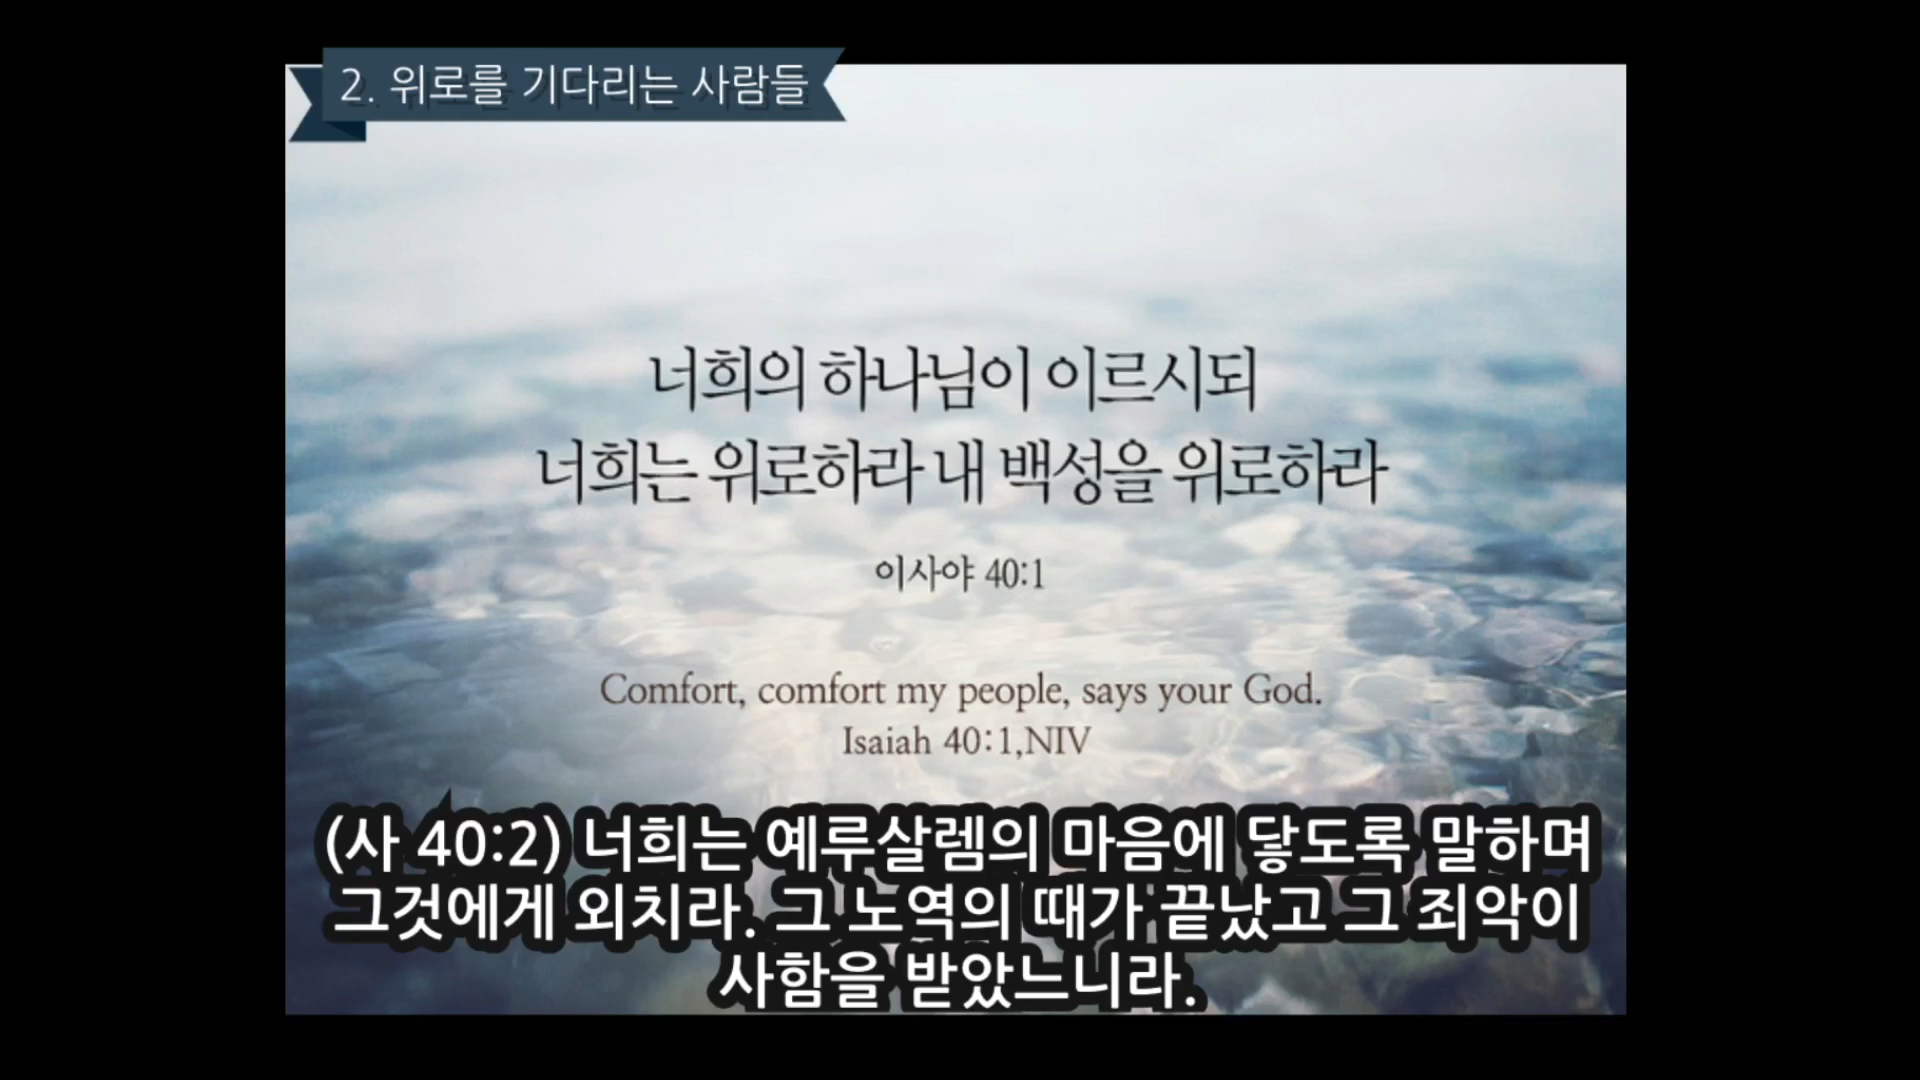 2. 위로를 기다리는 사람들
너희의 하나님이 이르시되
너희는 위로하라 내 백성을 위로하라
이사야 40:1
Comfort, comfort my people, says your God.
Isaiah 40:1,NIV
(사 40:2) 너희는 예루살렘의 마음에 닿도록 말하며
그것에게 외치라. 그 노역의 때가 끝났고 그 죄악이
사함을 받았느니라.